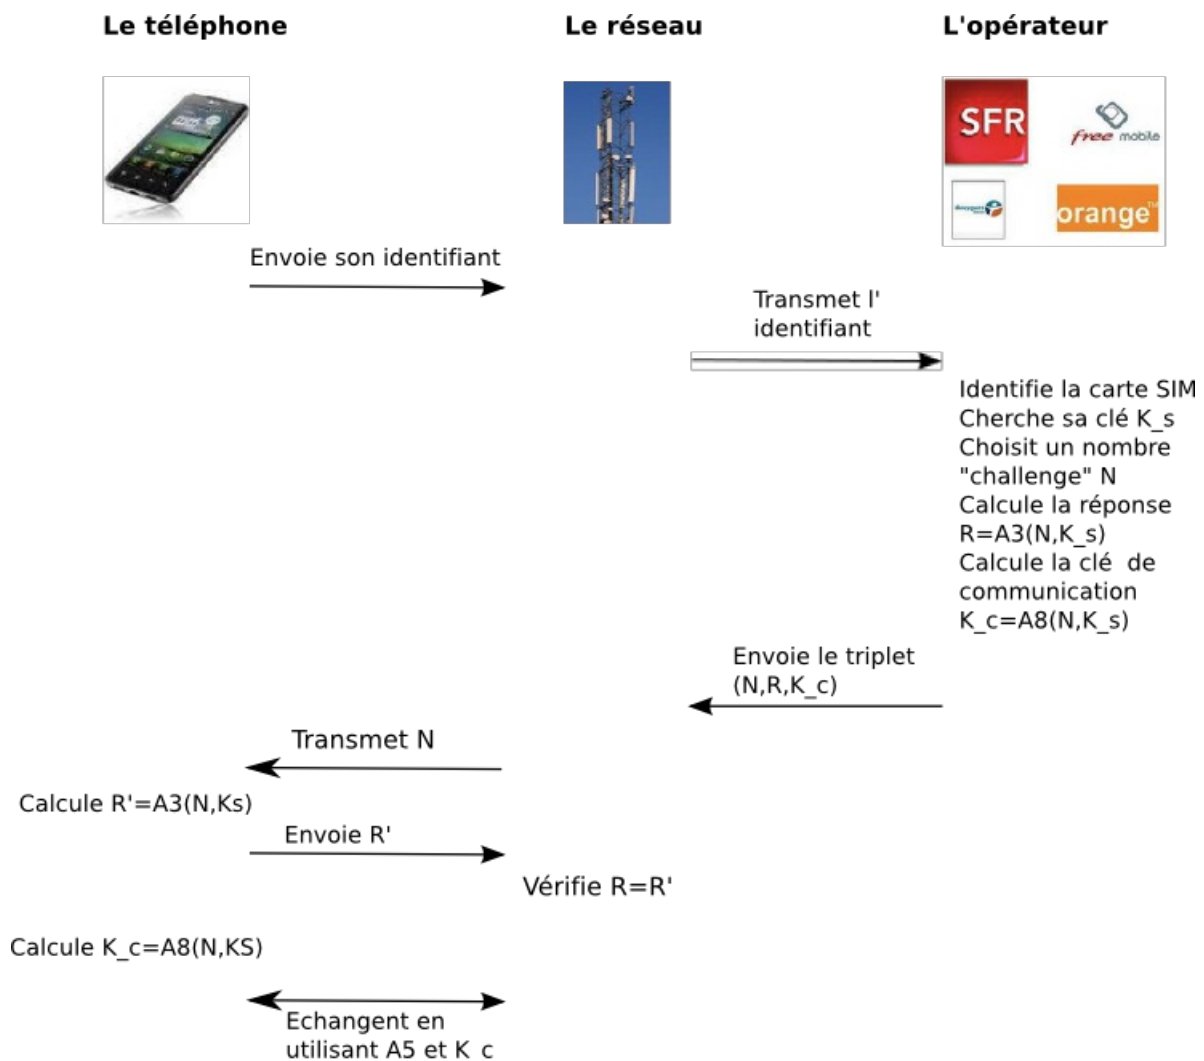 Le téléphone
Le réseau
L'opérateur
SFR
free mobile
orange™
Envoie son identifiant
Transmet l'
identifiant
Identifie la carte SIM
Cherche sa clé K_s
Choisit un nombre
"challenge" N
Calcule la réponse
R=A3(N,K_s)
Calcule la clé de
communication
K_c=A8(N,K_s)
Envoie le triplet
(N,R,K_c)
Transmet N
Calcule R'=A3(N,Ks)
Envoie R'
Vérifie R=R'
Calcule K_c=A8(N,KS)
Echangent en
utilisant A5 et K_c